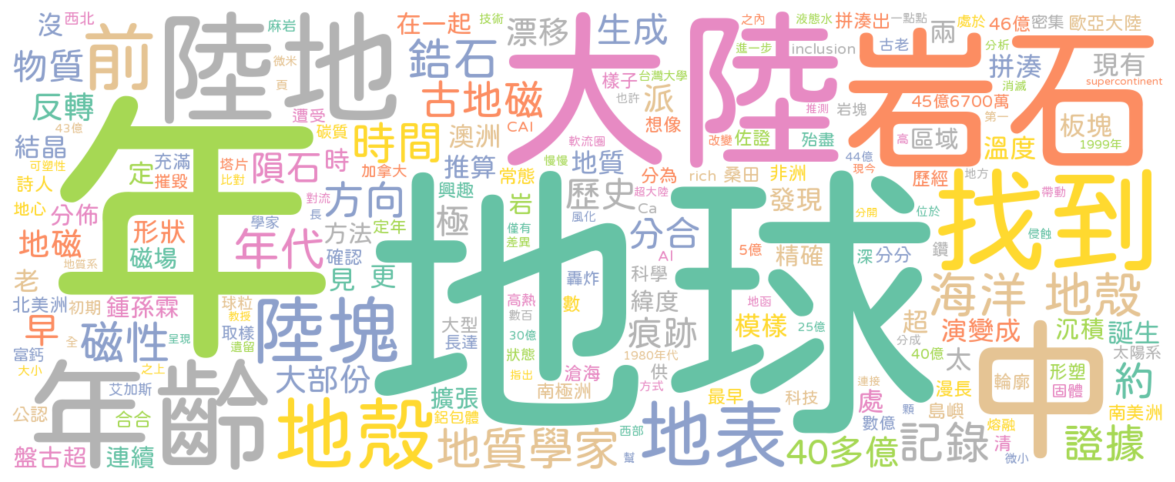 沒 西北 麻岩 在一起 技術 漂移 生成 之內 液態水 拼湊出 一點點 處於 46億 密集 歐亞大陸
物質 前 陸地 微米 頁 鋯石 大陸 進一步 inclusion 古老 兩 岩石 分析 拼湊 現有
反轉 遭受 古地磁 樣子 台灣大學 也許 派 想像 推測 岩塊 45億6700萬 消滅 supercontinent
43億 結晶 充滿 碳質 時間 CAI 澳洲 軟流圈 改變 佐證 殆盡 高 區域 第一 溫度 板塊 1999年
可塑性 塔片 比對 定 摧毀 隕石 時 加拿大 推算 常態 慢慢 地質 分為 rich 桑田 非洲 44億 現今 歷經 地方
詩人 年 對流 方向 興趣 岩 歷史 超大陸 風化 發現 分開 帶動
地心 分佈 形狀 學家 長 定年 極 僅有 差異 Ca 分合 位於 找到 侵蝕
地磁 地質系 磁場 年代 方法 確認 見 更 地球 轟炸 科學 AI 5億 精確 深 分分 鑽
老 北美洲 初期 鍾孫霖 球粒 教授 陸塊 高熱 數百 數 緯度 地函 海洋 地殼
早 富鈣 磁性 呈現 取樣 遺留 大型 長達 30億 痕跡 模樣 25億 超 分成 演變成 沉積 誕生
全 大小 之上 年齡 艾加斯 大部份 狀態 指出 1980年代 40億 太 中 形塑 固體 太陽系 約
公認 合合 擴張 南極洲 滄海 方式 供 最早 科技 連接 處 漫長 輪廓 南美洲
盤古超 連續 地殼 地質學家 鋁包體 西部 幫 地表 40多億 數億 顆 島嶼 記錄 熔融 清 微小 證據